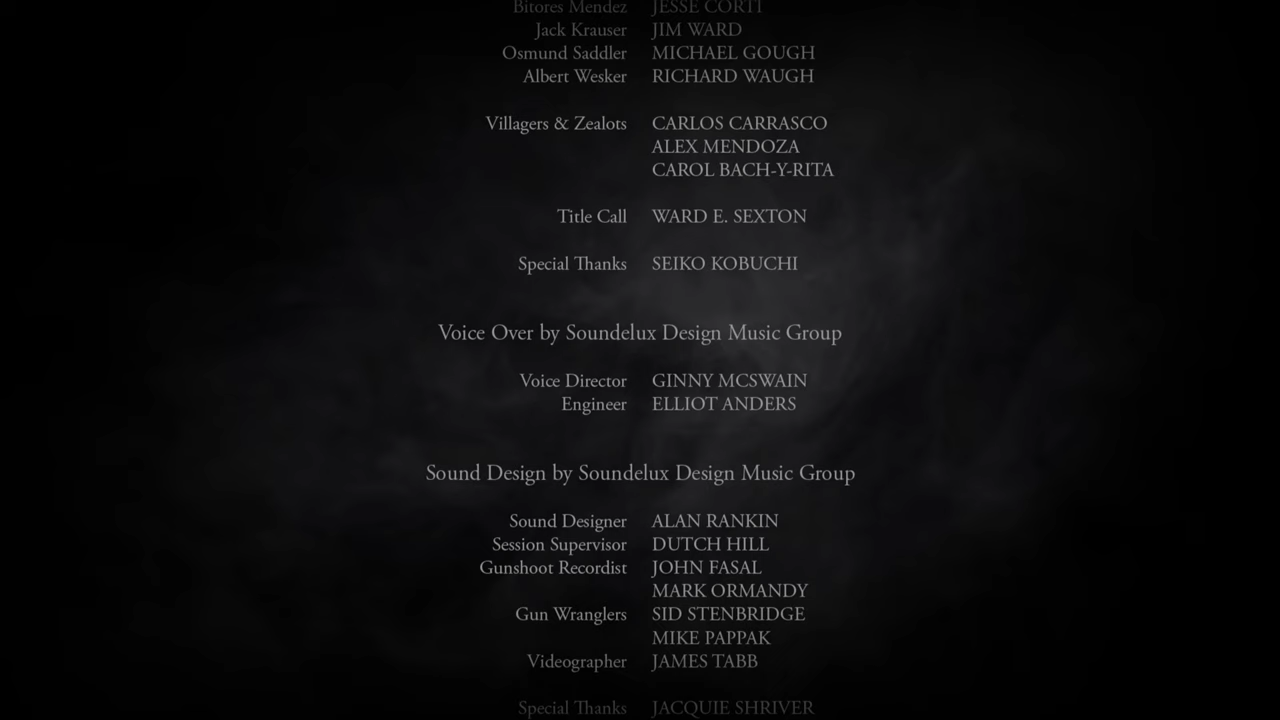 Bitores Mendez JESSE CORTI
Jack Krauser JIM WARD
Osmund Saddler MICHAEL GOUGH
Albert Wesker RICHARD WAUGH
Villagers & Zealots CARLOS CARRASCO
ALEX MENDOZA
CAROL BACH-Y-RITA
Title Call WARD E. SEXTON
Special Thanks SEIKO KOBUCHI
Voice Over by Soundelux Design Music Group
Voice Director GINNY MCSWAIN
Engineer ELLIOT ANDERS
Sound Design by Soundelux Design Music Group
Sound Designer ALAN RANKIN
Session Supervisor DUTCH HILL
Gunshoot Recordist JOHN FASAL
MARK ORMANDY
Gun Wranglers SID STENBRIDGE
MIKE PAPPAK
Videographer JAMES TABB
Special Thanks JACQUIE SHRIVER